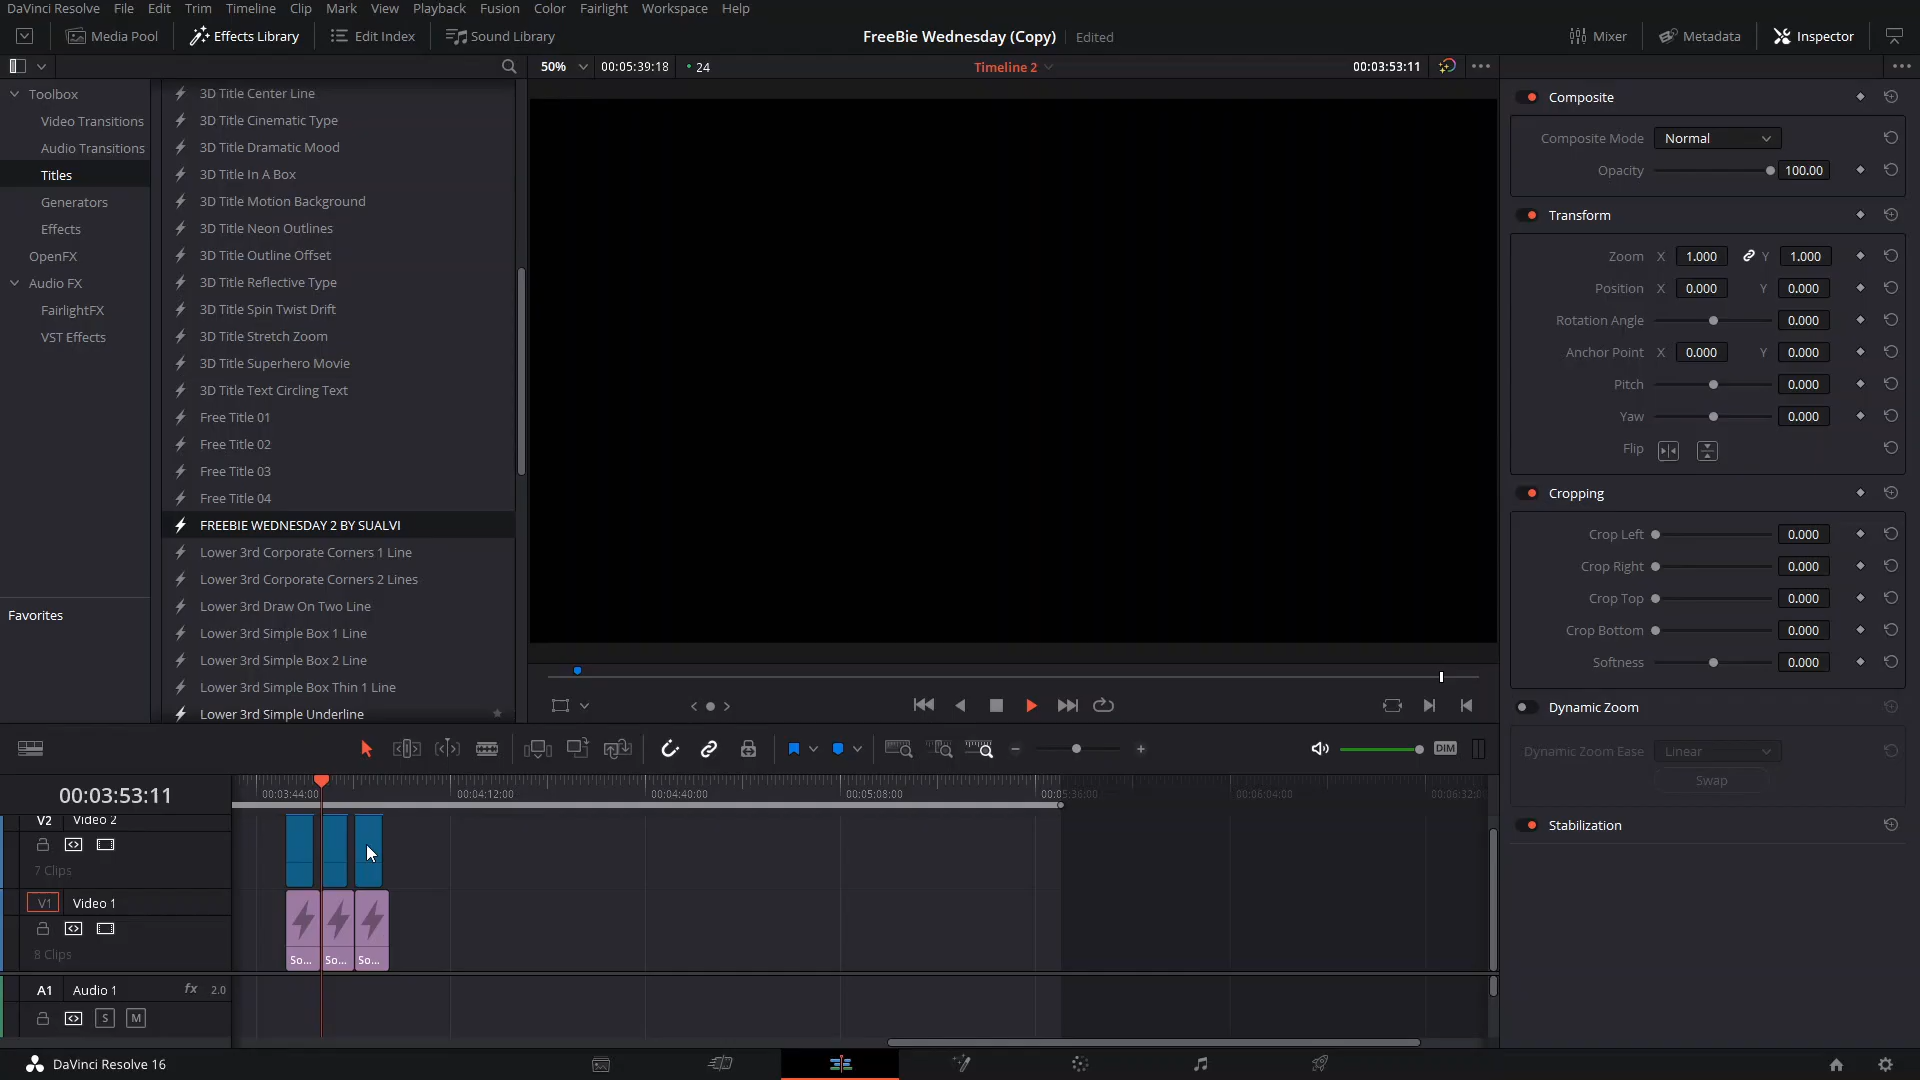 DaVinci Resolve File Edit Trim Timeline Clip Mark View Playback Fusion Color Fairlight Workspace Help
Media Pool Effects Library Edit Index Sound Library FreeBie Wednesday (Copy) Edited Mixer Metadata Inspector
50% 00:05:39:18 24 Timeline 2 00:03:53:11
Toolbox
Video Transitions
Audio Transitions
Titles
Generators
Effects
OpenFX
Audio FX
FairlightFX
VST Effects
Favorites
3D Title Center Line
3D Title Cinematic Type
3D Title Dramatic Mood
3D Title In A Box
3D Title Motion Background
3D Title Neon Outlines
3D Title Outline Offset
3D Title Reflective Type
3D Title Spin Twist Drift
3D Title Stretch Zoom
3D Title Superhero Movie
3D Title Text Circling Text
Free Title 01
Free Title 02
Free Title 03
Free Title 04
FREEBIE WEDNESDAY 2 BY SUALVI
Lower 3rd Corporate Corners 1 Line
Lower 3rd Corporate Corners 2 Lines
Lower 3rd Draw On Two Line
Lower 3rd Simple Box 1 Line
Lower 3rd Simple Box 2 Line
Lower 3rd Simple Box Thin 1 Line
Lower 3rd Simple Underline
Composite
Composite Mode Normal
Opacity 100.00
Transform
Zoom X 1.000 Y 1.000
Position X 0.000 Y 0.000
Rotation Angle 0.000
Anchor Point X 0.000 Y 0.000
Pitch 0.000
Yaw 0.000
Flip
Cropping
Crop Left 0.000
Crop Right 0.000
Crop Top 0.000
Crop Bottom 0.000
Softness 0.000
Dynamic Zoom
Dynamic Zoom Ease Linear
Swap
Stabilization
DIM
00:03:53:11
00:03:44:00 00:04:12:00 00:04:40:00 00:05:08:00 00:05:36:00 00:06:04:00 00:06:32:00
V2 Video 2
7 Clips
V1 Video 1
8 Clips
So... So... So...
A1 Audio 1 fx 2.0
S M
DaVinci Resolve 16